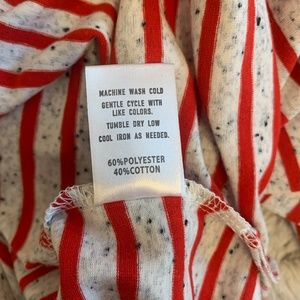 MACHINE WASH COLD
GENTLE CYCLE WITH
LIKE COLORS.
TUMBLE DRY LOW
COOL IRON AS NEEDED.
60%POLYESTER
40%COTTON